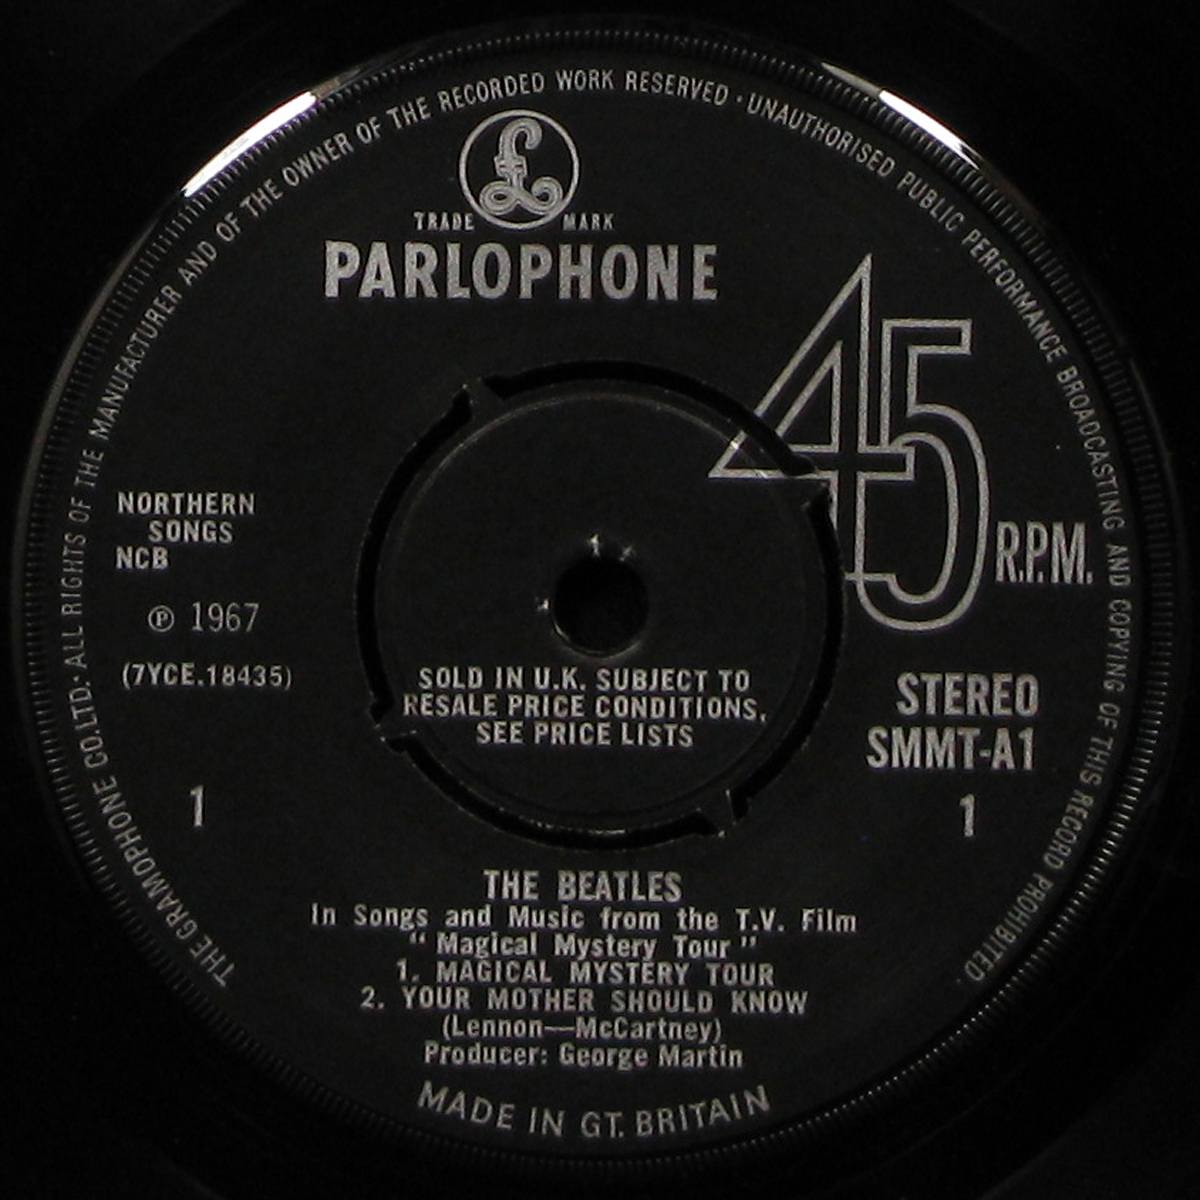 THE GRAMOPHONE CO. LTD. · ALL RIGHTS OF THE MANUFACTURER AND OF THE OWNER OF THE RECORDED WORK RESERVED · UNAUTHORISED PUBLIC PERFORMANCE BROADCASTING AND COPYING OF THIS RECORD PROHIBITED
£
TRADE MARK
PARLOPHONE
45 R.P.M.
NORTHERN
SONGS
NCB
℗ 1967
(7YCE.18435)
1
SOLD IN U.K. SUBJECT TO
RESALE PRICE CONDITIONS,
SEE PRICE LISTS
STEREO
SMMT-A1
1
THE BEATLES
In Songs and Music from the T.V. Film
“ Magical Mystery Tour ”
1. MAGICAL MYSTERY TOUR
2. YOUR MOTHER SHOULD KNOW
(Lennon—McCartney)
Producer: George Martin
MADE IN GT. BRITAIN